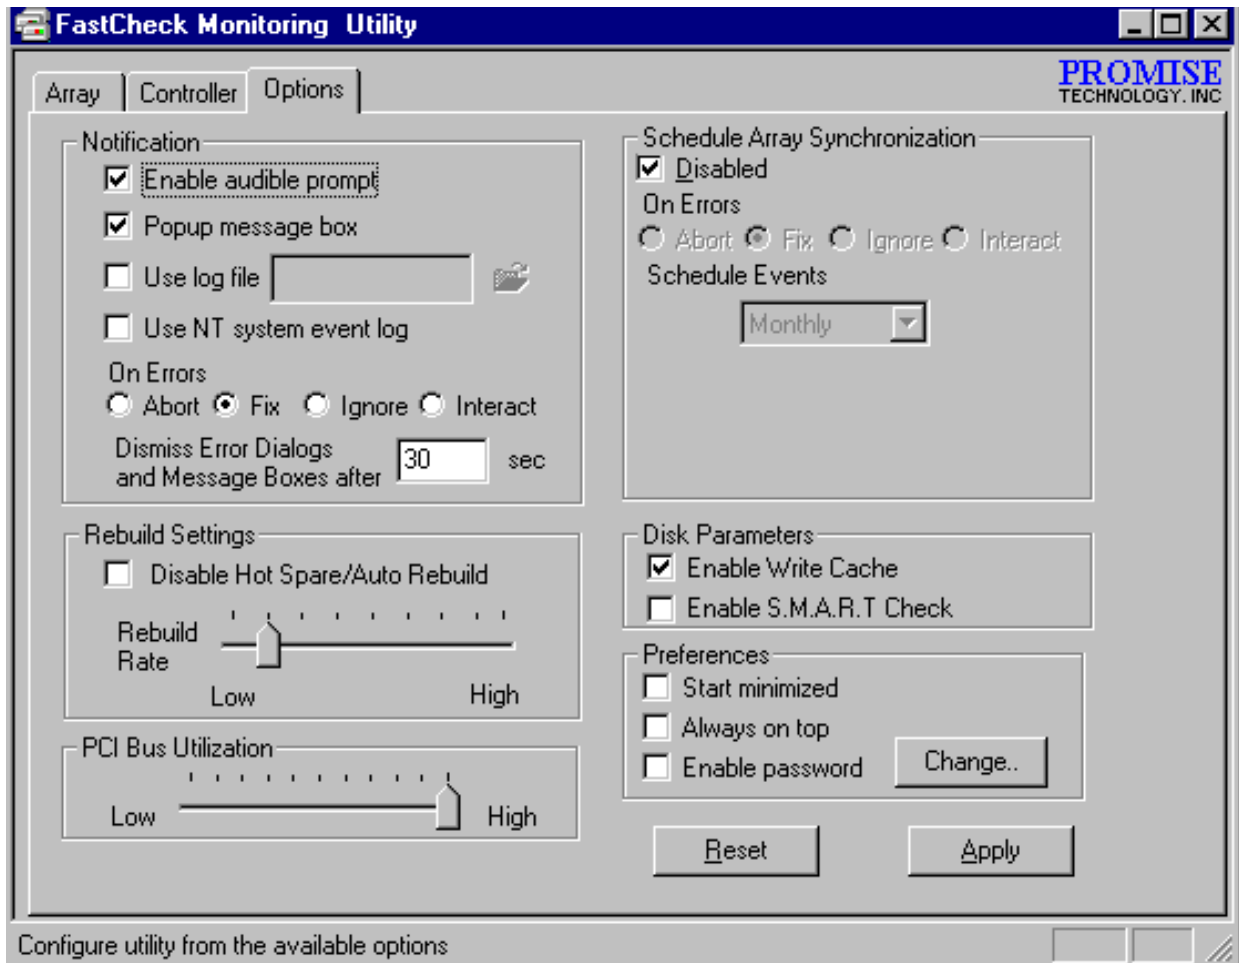 FastCheck Monitoring Utility
PROMISE
TECHNOLOGY. INC
Array
Controller
Options
Notification
Enable audible prompt
Popup message box
Use log file
Use NT system event log
On Errors
Abort
Fix
Ignore
Interact
Dismiss Error Dialogs
and Message Boxes after
30
sec
Schedule Array Synchronization
Disabled
On Errors
Abort
Fix
Ignore
Interact
Schedule Events
Monthly
Rebuild Settings
Disable Hot Spare/Auto Rebuild
Rebuild
Rate
Low
High
PCI Bus Utilization
Low
High
Disk Parameters
Enable Write Cache
Enable S.M.A.R.T Check
Preferences
Start minimized
Always on top
Enable password
Change..
Reset
Apply
Configure utility from the available options